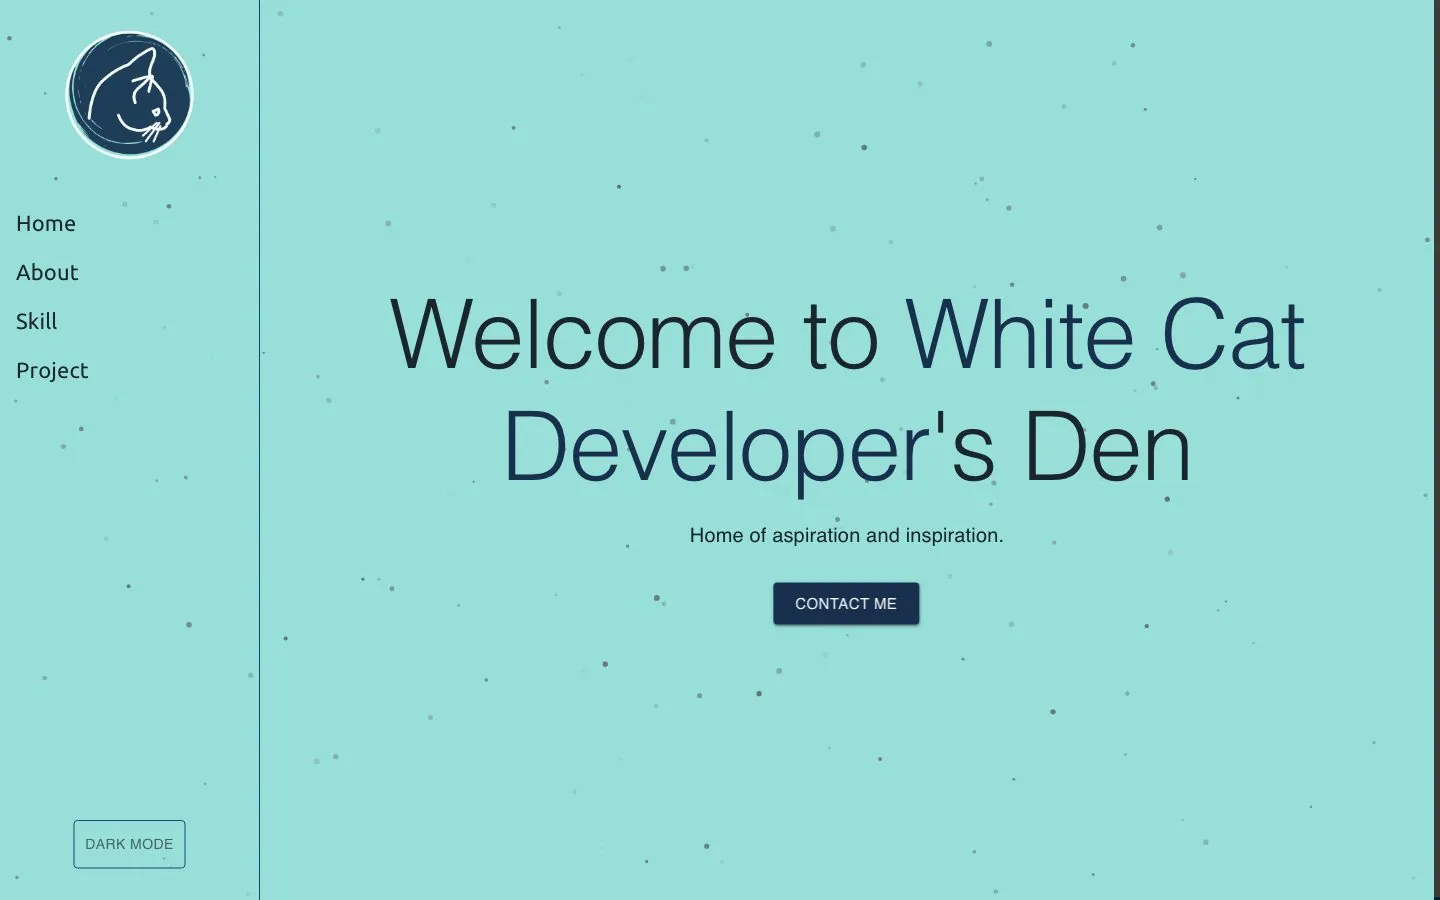 Home
About
Skill
Project
Welcome to White Cat
Developer's Den
Home of aspiration and inspiration.
CONTACT ME
DARK MODE